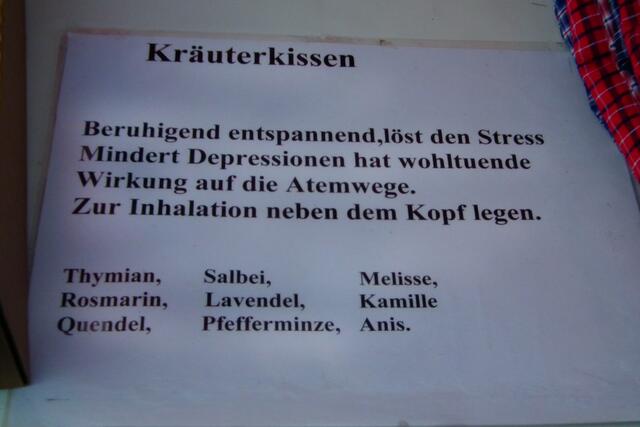 Kräuterkissen
Beruhigend entspannend,löst den Stress
Mindert Depressionen hat wohltuende
Wirkung auf die Atemwege.
Zur Inhalation neben dem Kopf legen.
Thymian, Salbei, Melisse,
Rosmarin, Lavendel, Kamille
Quendel, Pfefferminze, Anis.